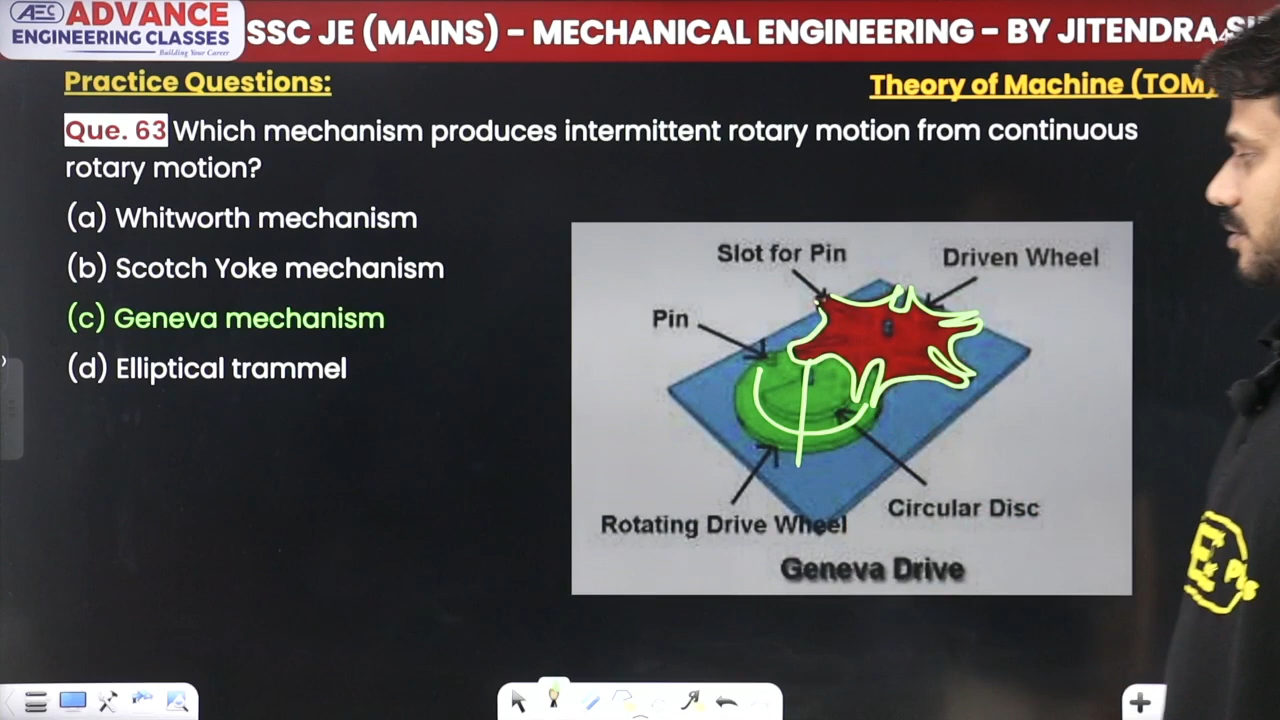 AEC ADVANCE
ENGINEERING CLASSES
Building Your Career
SSC JE (MAINS) - MECHANICAL ENGINEERING - BY JITENDRA
Practice Questions:
Theory of Machine (TOM)
Que. 63 Which mechanism produces intermittent rotary motion from continuous
rotary motion?
(a) Whitworth mechanism
(b) Scotch Yoke mechanism
(c) Geneva mechanism
(d) Elliptical trammel
Slot for Pin
Driven Wheel
Pin
Circular Disc
Rotating Drive Wheel
Geneva Drive